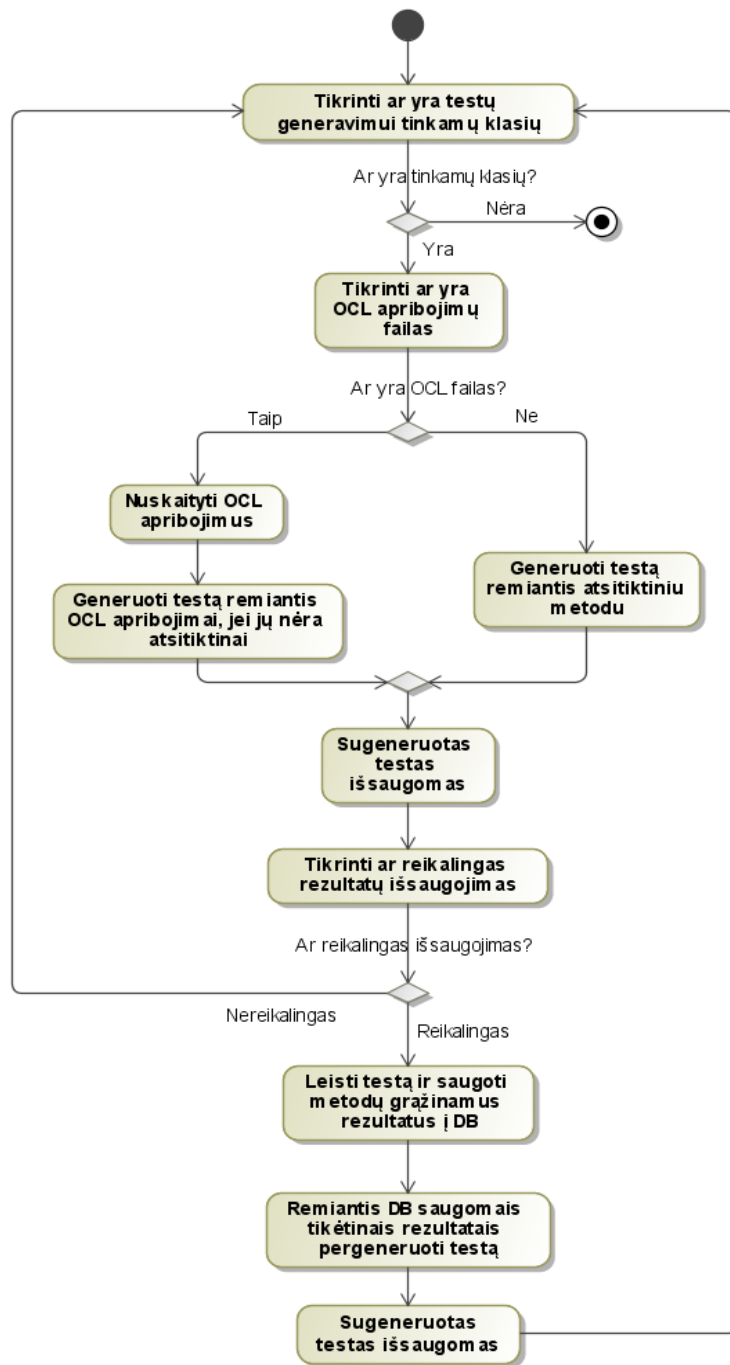 Tikrinti ar yra testų
generavimui tinkamų klasių
Ar yra tinkamų klasių?
Nėra
Yra
Tikrinti ar yra
OCL apribojimų
failas
Ar yra OCL failas?
Taip
Ne
Nuskaityti OCL
apribojimus
Generuoti testą
remiantis atsitiktiniu
metodu
Generuoti testą remiantis
OCL apribojimai, jei jų nėra
atsitiktinai
Sugeneruotas
testas
išsaugomas
Tikrinti ar reikalingas
rezultatų išsaugojimas
Ar reikalingas išsaugojimas?
Nereikalingas
Reikalingas
Leisti testą ir saugoti
metodų grąžinamus
rezultatus į DB
Remiantis DB saugomais
tikėtinais rezultatais
pergeneruoti testą
Sugeneruotas
testas išsaugomas